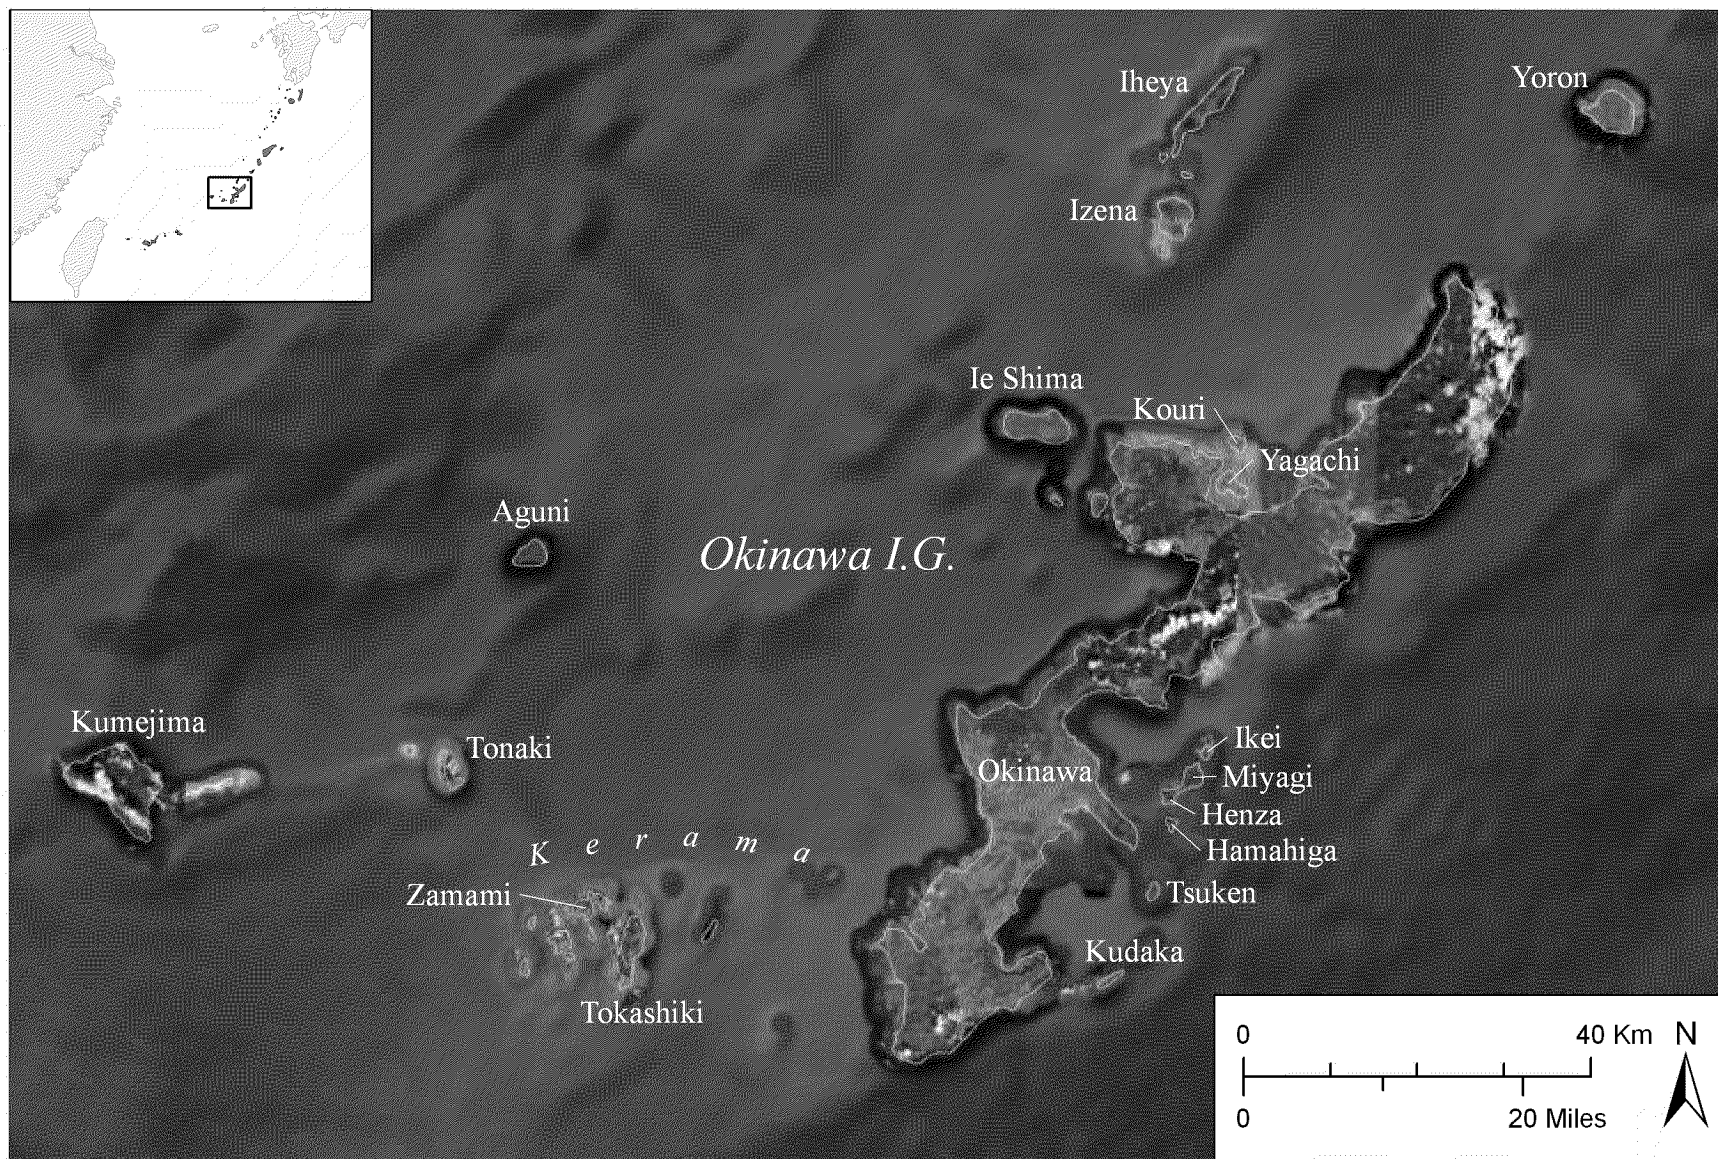 Iheya
Yoron
Izena
Ie Shima
Kouri
Yagachi
Aguni
Okinawa I.G.
Kumejima
Tonaki
Okinawa
Ikei
Miyagi
Henza
Hamahiga
Kerama
Zamami
Tsuken
Kudaka
Tokashiki
0 40 Km N
0 20 Miles